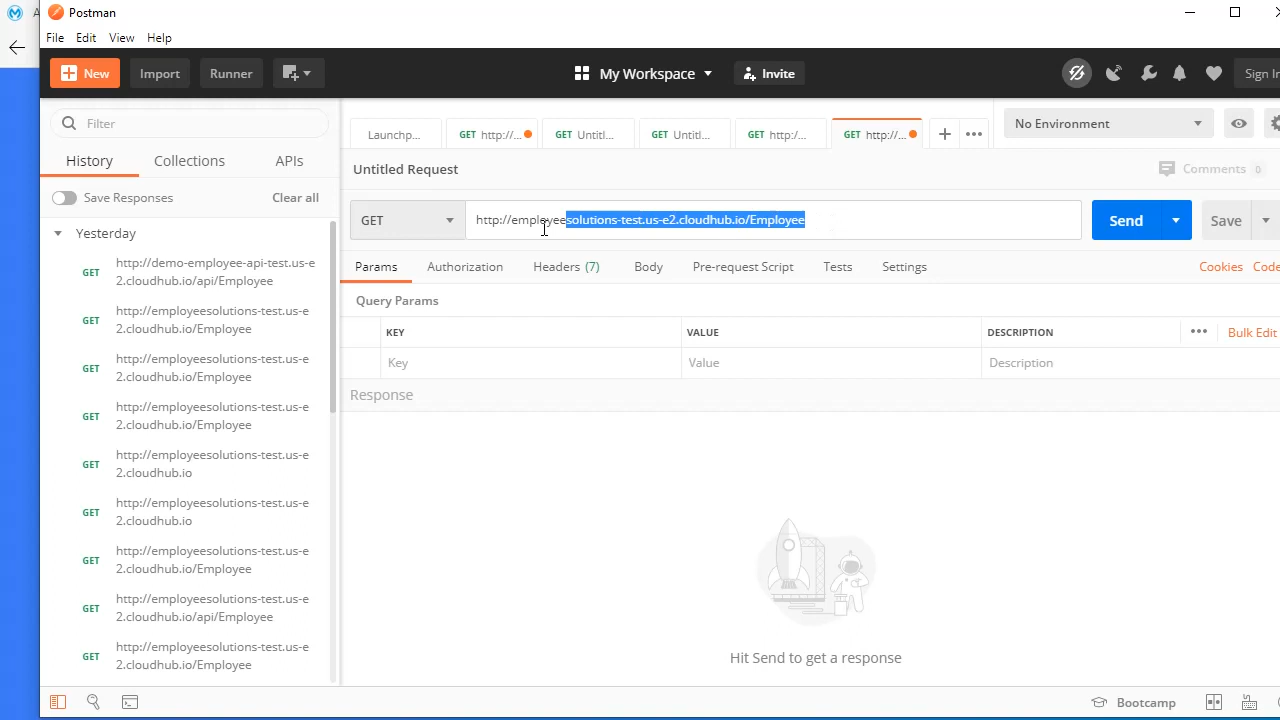 A
Postman
File Edit View Help
New Import Runner My Workspace Invite Sign In
Filter
History Collections APIs
Save Responses Clear all
Yesterday
GET http://demo-employee-api-test.us-e
2.cloudhub.io/api/Employee
GET http://employeesolutions-test.us-e
2.cloudhub.io/Employee
GET http://employeesolutions-test.us-e
2.cloudhub.io/Employee
GET http://employeesolutions-test.us-e
2.cloudhub.io/Employee
GET http://employeesolutions-test.us-e
2.cloudhub.io
GET http://employeesolutions-test.us-e
2.cloudhub.io
GET http://employeesolutions-test.us-e
2.cloudhub.io/Employee
GET http://employeesolutions-test.us-e
2.cloudhub.io/api/Employee
GET http://employeesolutions-test.us-e
2.cloudhub.io/Employee
Launchp... GET http://... GET Untitl... GET Untitl... GET http:/... GET http://... + ••• No Environment
Untitled Request Comments 0
GET http://employeesolutions-test.us-e2.cloudhub.io/Employee Send Save
Params Authorization Headers (7) Body Pre-request Script Tests Settings Cookies Code
Query Params
KEY VALUE DESCRIPTION ••• Bulk Edit
Key Value Description
Response
Hit Send to get a response
Bootcamp